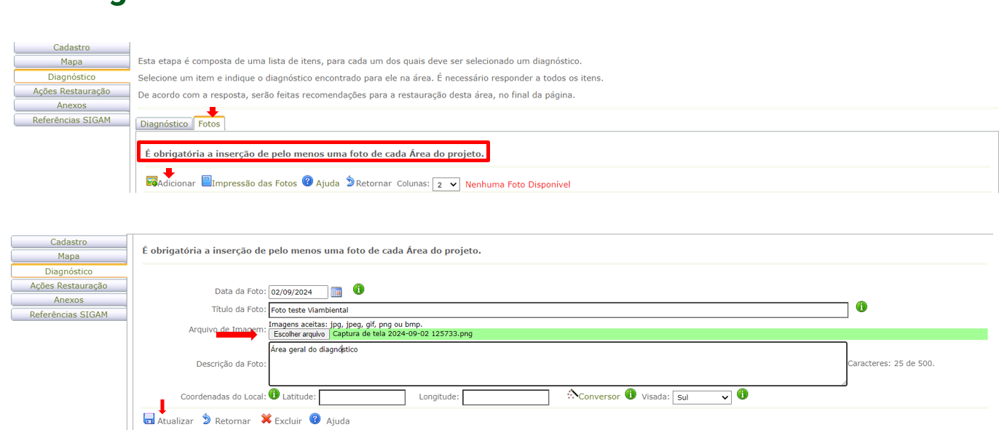 Cadastro
Mapa
Diagnóstico
Ações Restauração
Anexos
Referências SIGAM
Esta etapa é composta de uma lista de itens, para cada um dos quais deve ser selecionado um diagnóstico.
Selecione um item e indique o diagnóstico encontrado para ele na área. É necessário responder a todos os itens.
De acordo com a resposta, serão feitas recomendações para a restauração desta área, no final da página.
Diagnóstico Fotos
É obrigatória a inserção de pelo menos uma foto de cada Área do projeto.
Adicionar Impressão das Fotos Ajuda Retornar Colunas: 2 Nenhuma Foto Disponível
Cadastro
Mapa
Diagnóstico
Ações Restauração
Anexos
Referências SIGAM
É obrigatória a inserção de pelo menos uma foto de cada Área do projeto.
Data da Foto: 02/09/2024
Título da Foto: Foto teste Viambiental
Imagens aceitas: jpg, jpeg, gif, png ou bmp.
Arquivo de Imagem: Escolher arquivo Captura de tela 2024-09-02 125733.png
Área geral do diagnóstico
Descrição da Foto: Caracteres: 25 de 500.
Coordenadas do Local: Latitude: Longitude: Conversor Visada: Sul
Atualizar Retornar Excluir Ajuda